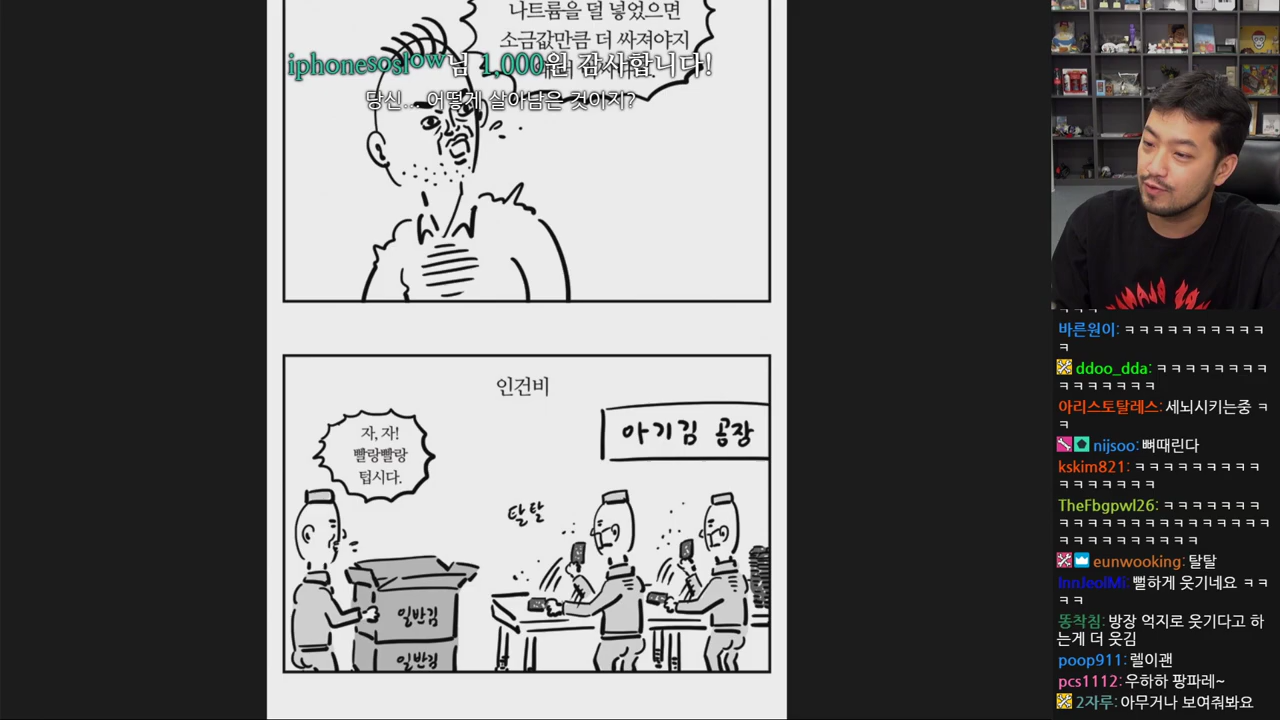 나트륨을 덜 넣었으면
소금값만큼 더 싸져야지
iphonesoslow님 1,000원 감사합니다!
당신... 어떻게 살아남은 것이지?
인건비
자, 자!
빨랑빨랑
텁시다.
아기김 공장
탈탈
일반김
일반김
바른원이: ㅋㅋㅋㅋㅋㅋㅋㅋㅋㅋ
ㅋ
ddoo_dda: ㅋㅋㅋㅋㅋㅋㅋㅋ
ㅋㅋㅋㅋㅋㅋㅋ
아리스토탈레스: 세뇌시키는중 ㅋ
ㅋ
nijsoo: 뼈때린다
kskim821: ㅋㅋㅋㅋㅋㅋㅋㅋㅋ
ㅋㅋㅋㅋㅋㅋㅋ
TheFbgpwl26: ㅋㅋㅋㅋㅋㅋㅋ
ㅋㅋㅋㅋㅋㅋㅋㅋㅋㅋㅋㅋㅋㅋㅋ
ㅋㅋㅋㅋㅋㅋㅋㅋㅋㅋ
eunwooking: 탈탈
InnJeolMi: 뻘하게 웃기네요 ㅋㅋ
ㅋㅋ
똥착침: 방장 억지로 웃기다고 하
는게 더 웃김
poop911: 렐이괜
pcs1112: 우하하 팡파레~
2자루: 아무거나 보여줘봐요